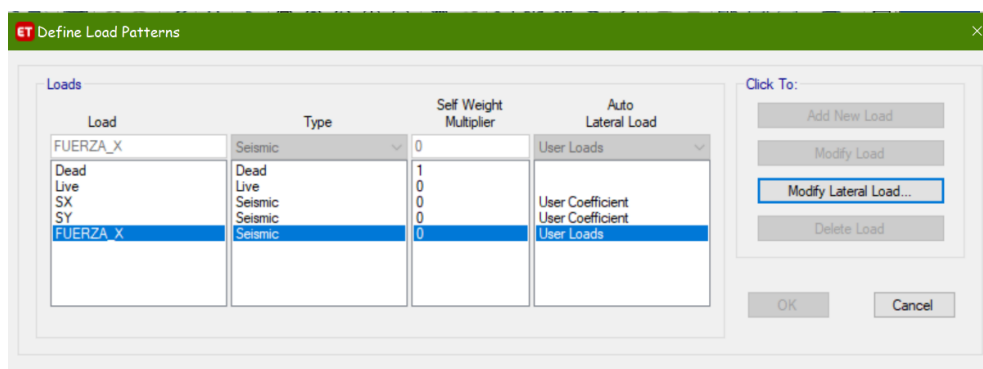 ET Define Load Patterns
Loads
Click To:
Load Type Self Weight Multiplier Auto Lateral Load
FUERZA_X Seismic 0 User Loads
Dead Dead 1
Live Live 0
SX Seismic 0 User Coefficient
SY Seismic 0 User Coefficient
FUERZA_X Seismic 0 User Loads
Add New Load
Modify Load
Modify Lateral Load...
Delete Load
OK Cancel